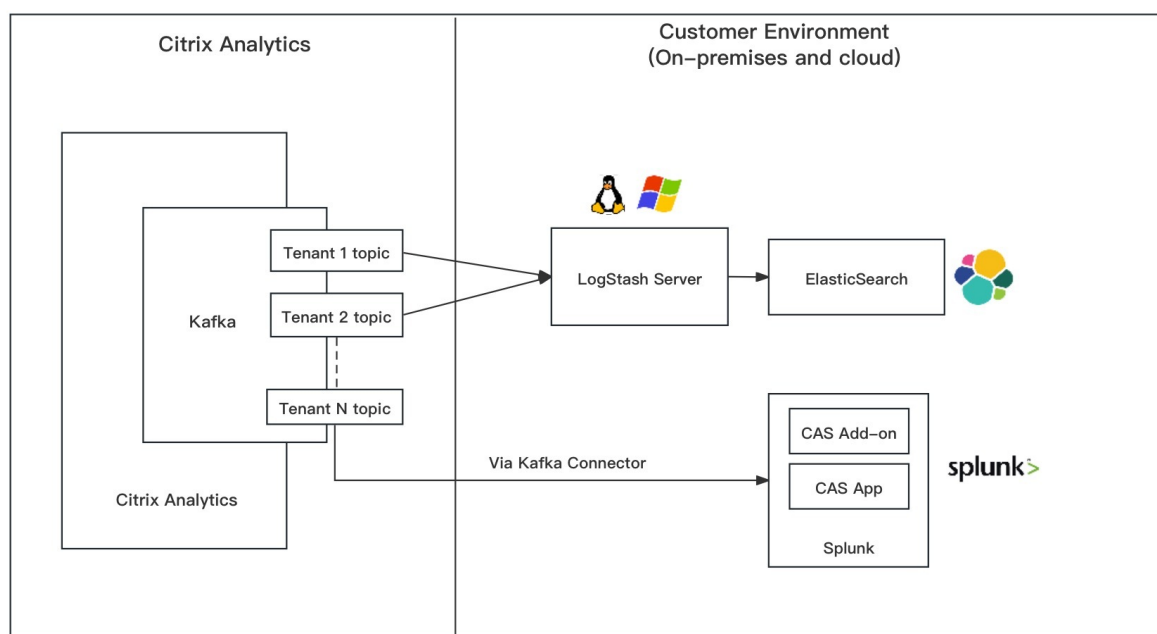 Citrix Analytics
Customer Environment
(On-premises and cloud)
Tenant 1 topic
Tenant 2 topic
Kafka
Tenant N topic
Citrix Analytics
LogStash Server
ElasticSearch
Via Kafka Connector
CAS Add-on
CAS App
Splunk
splunk>